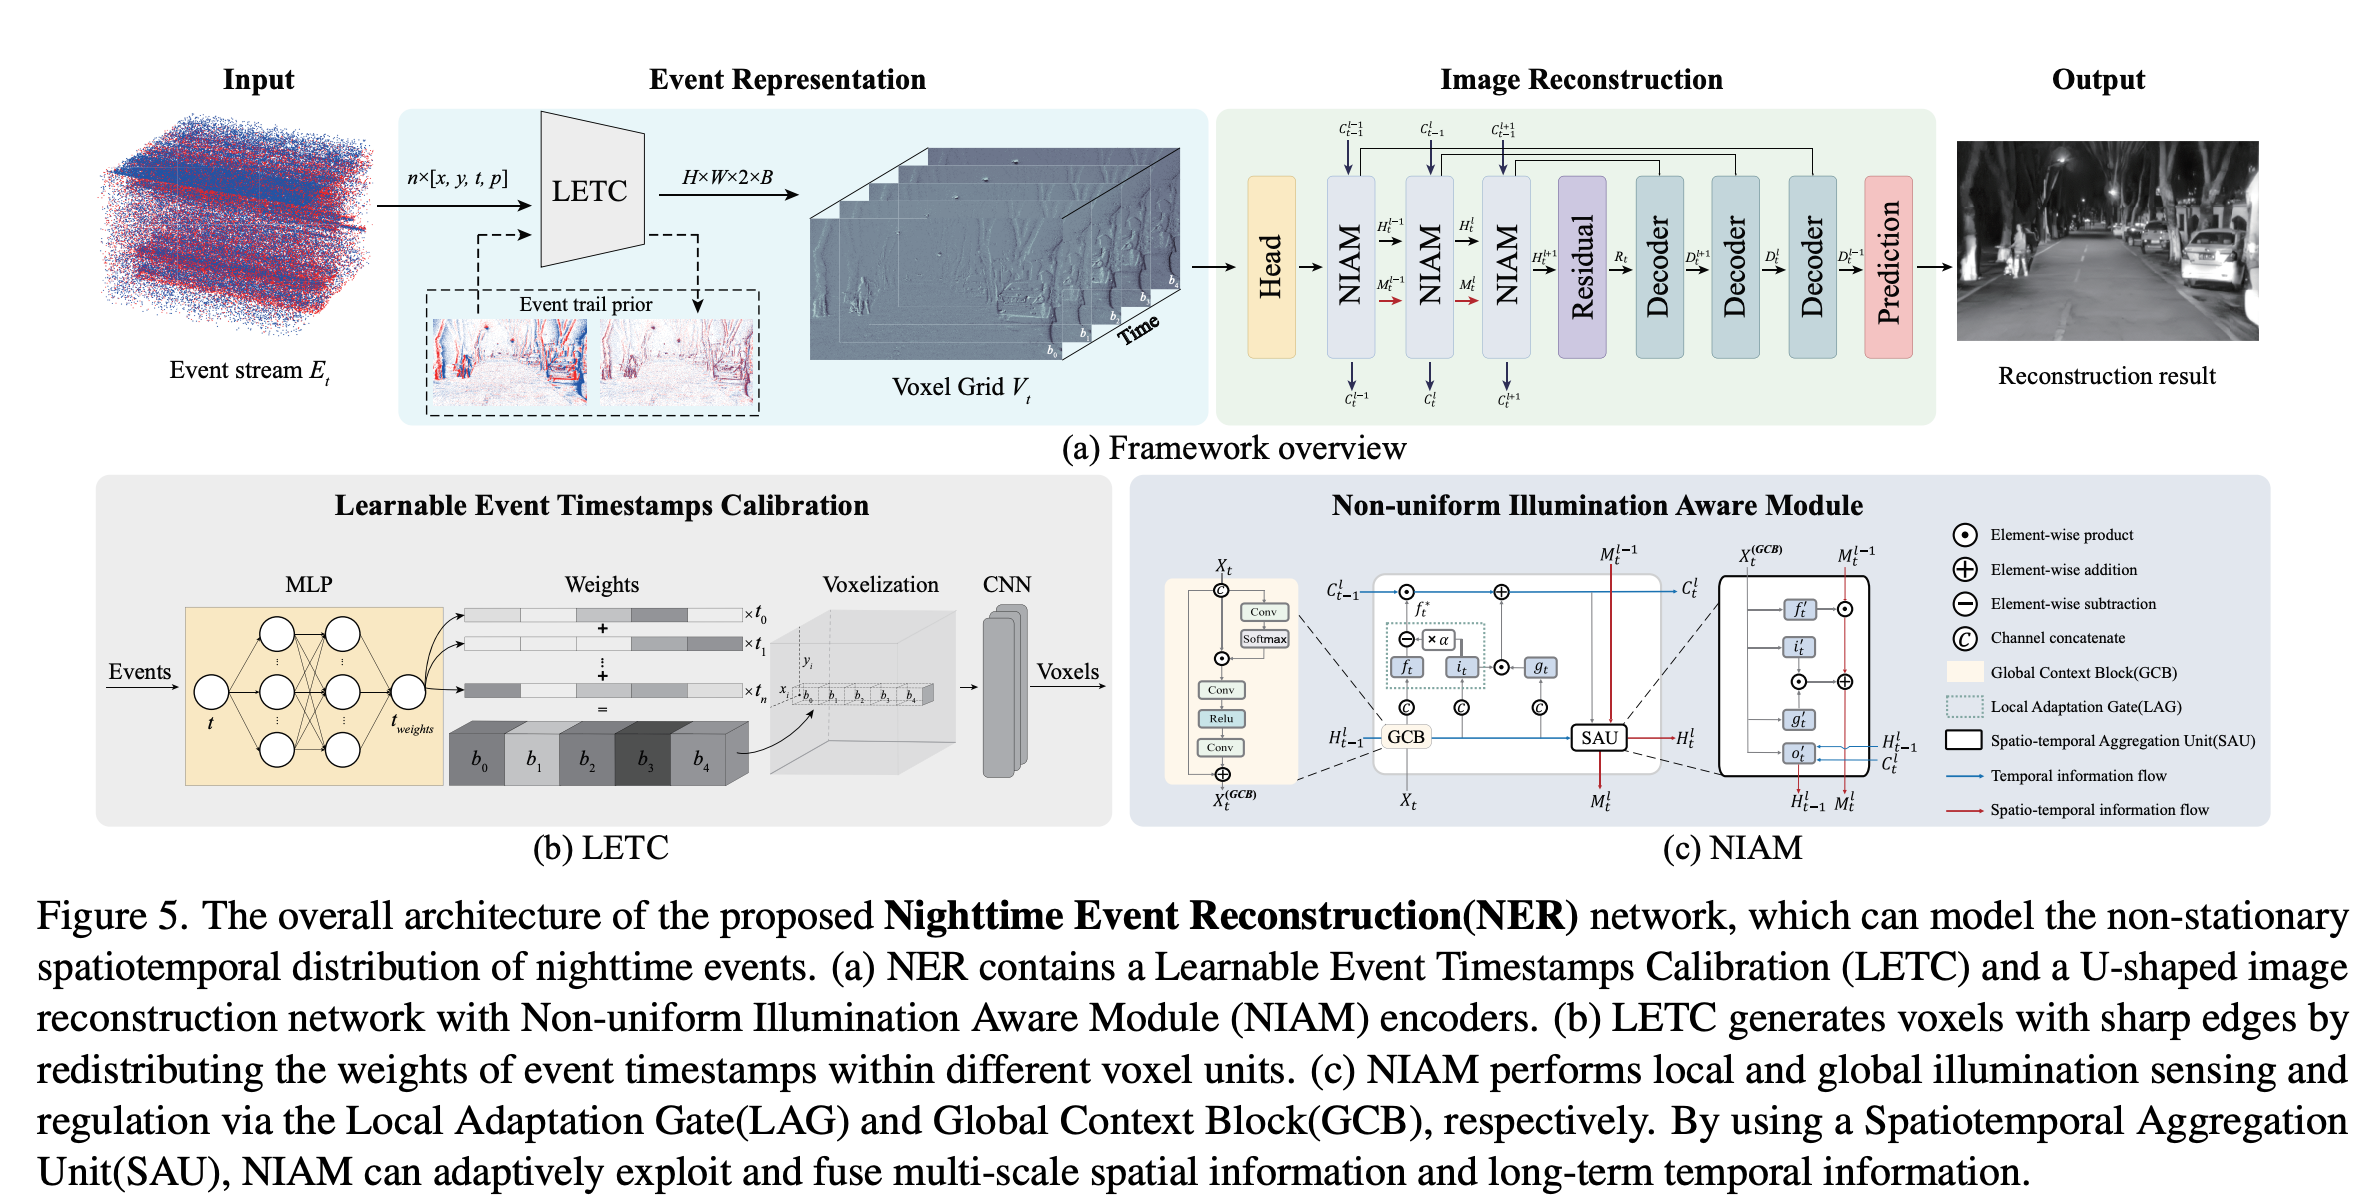 Input
Event Representation
Image Reconstruction
Output
n×[x, y, t, p]
LETC
H×W×2×B
Event trail prior
Event stream E_t
b_0
b_1
b_2
b_3
Time
Voxel Grid V_t
C_{t-1}^{l-1}
C_{t-1}^{l}
C_{t-1}^{l+1}
Head
NIAM
H_t^{l-1}
M_t^{l-1}
NIAM
H_t^l
M_t^l
NIAM
H_t^{l+1}
Residual
R_t
Decoder
D_t^{l+1}
Decoder
D_t^l
Decoder
D_t^{l-1}
Prediction
C_t^{l-1}
C_t^l
C_t^{l+1}
Reconstruction result
(a) Framework overview
Learnable Event Timestamps Calibration
MLP
Weights
Voxelization
CNN
Events
t
t_weights
×t_0
+
×t_1
+
×t_n
=
b_0 b_1 b_2 b_3 b_4
y_i
x_i
b_0 b_1 b_2 b_3 b_4
Voxels
(b) LETC
Non-uniform Illumination Aware Module
X_t
C
Conv
Softmax
Conv
Relu
Conv
X_t^(GCB)
C_{t-1}^l
C_t^l
M_t^{l-1}
f_t^*
× α
f_t
i_t
g_t
C
C
C
H_{t-1}^l
GCB
SAU
H_t^l
X_t
M_t^l
X_t^(GCB)
M_t^{l-1}
f_t'
i_t'
g_t'
o_t'
H_{t-1}^l
C_t^l
H_{t-1}^l
M_t^l
Element-wise product
Element-wise addition
Element-wise subtraction
C Channel concatenate
Global Context Block(GCB)
Local Adaptation Gate(LAG)
Spatio-temporal Aggregation Unit(SAU)
Temporal information flow
Spatio-temporal information flow
(c) NIAM
Figure 5. The overall architecture of the proposed Nighttime Event Reconstruction(NER) network, which can model the non-stationary
spatiotemporal distribution of nighttime events. (a) NER contains a Learnable Event Timestamps Calibration (LETC) and a U-shaped image
reconstruction network with Non-uniform Illumination Aware Module (NIAM) encoders. (b) LETC generates voxels with sharp edges by
redistributing the weights of event timestamps within different voxel units. (c) NIAM performs local and global illumination sensing and
regulation via the Local Adaptation Gate(LAG) and Global Context Block(GCB), respectively. By using a Spatiotemporal Aggregation
Unit(SAU), NIAM can adaptively exploit and fuse multi-scale spatial information and long-term temporal information.